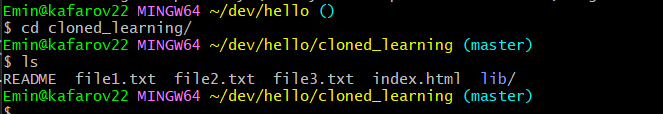 Emin@kafarov22 MINGW64 ~/dev/hello ()
$ cd cloned_learning/
Emin@kafarov22 MINGW64 ~/dev/hello/cloned_learning (master)
$ ls
README  file1.txt  file2.txt  file3.txt  index.html  lib/
Emin@kafarov22 MINGW64 ~/dev/hello/cloned_learning (master)
$